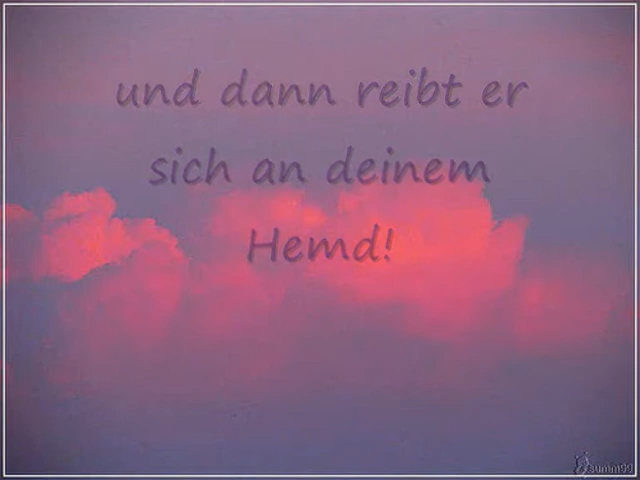 und dann reibt er
sich an deinem
Hemd!